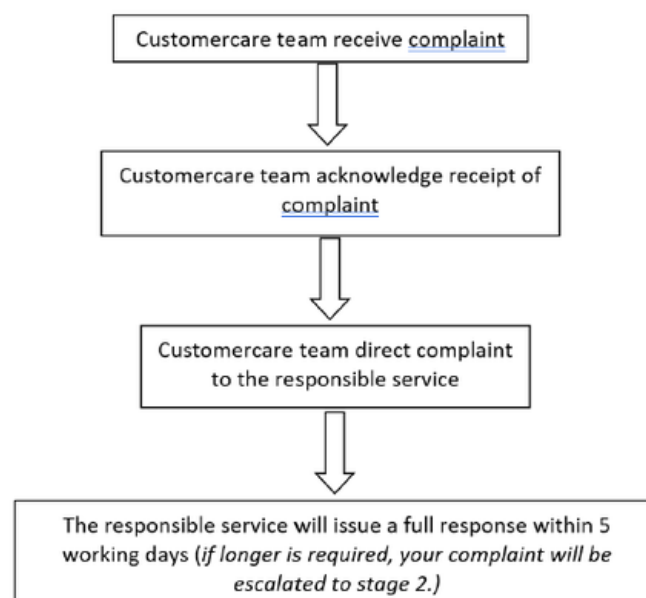 Customercare team receive complaint
Customercare team acknowledge receipt of
complaint
Customercare team direct complaint
to the responsible service
The responsible service will issue a full response within 5
working days (if longer is required, your complaint will be
escalated to stage 2.)